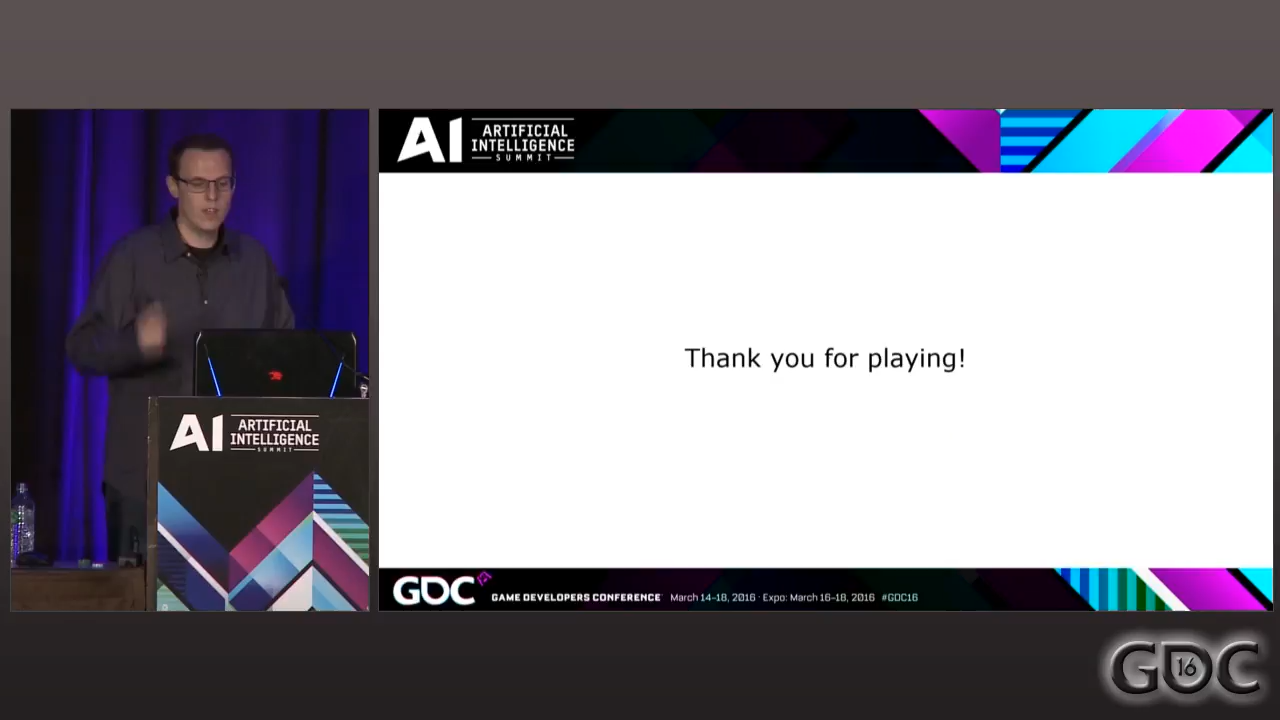 AI ARTIFICIAL
INTELLIGENCE
SUMMIT
Thank you for playing!
AI ARTIFICIAL
INTELLIGENCE
SUMMIT
GDC GAME DEVELOPERS CONFERENCE March 14-18, 2016 · Expo: March 16-18, 2016 #GDC16
GDC 16